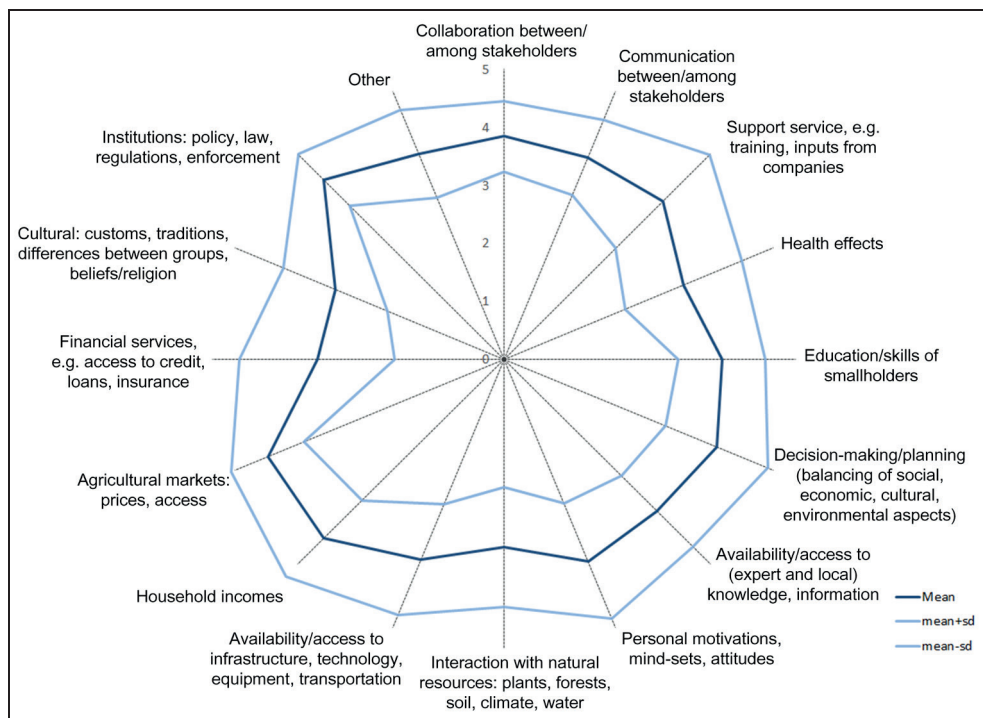 Collaboration between/
among stakeholders
Communication
between/among
stakeholders
Support service, e.g.
training, inputs from
companies
Health effects
Education/skills of
smallholders
Decision-making/planning
(balancing of social,
economic, cultural,
environmental aspects)
Availability/access to
(expert and local)
knowledge, information
Personal motivations,
mind-sets, attitudes
Interaction with natural
resources: plants, forests,
soil, climate, water
Availability/access to
infrastructure, technology,
equipment, transportation
Household incomes
Agricultural markets:
prices, access
Financial services,
e.g. access to credit,
loans, insurance
Cultural: customs, traditions,
differences between groups,
beliefs/religion
Institutions: policy, law,
regulations, enforcement
Other
5
4
3
2
1
0
Mean
mean+sd
mean-sd